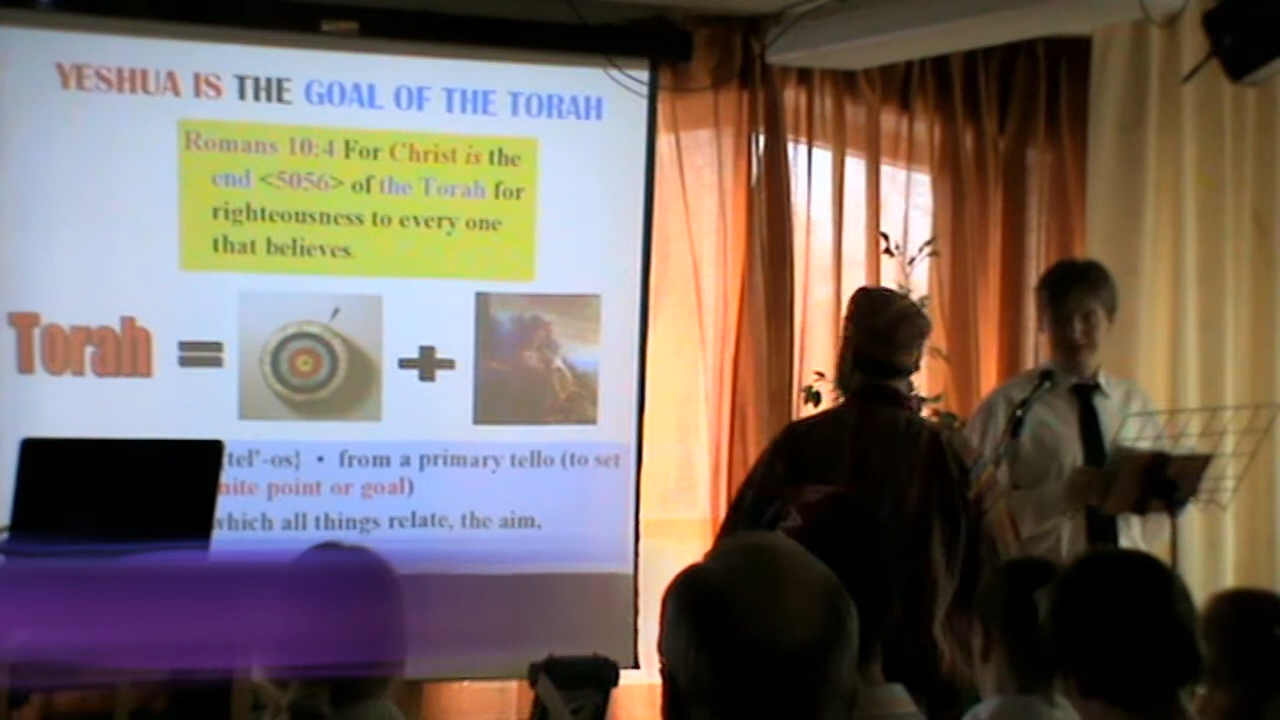 YESHUA IS THE GOAL OF THE TORAH
Romans 10:4 For Christ is the
end <5056> of the Torah for
righteousness to every one
that believes.
Torah = +
tel'-os} • from a primary tello (to set
point or goal)
which all things relate, the aim,